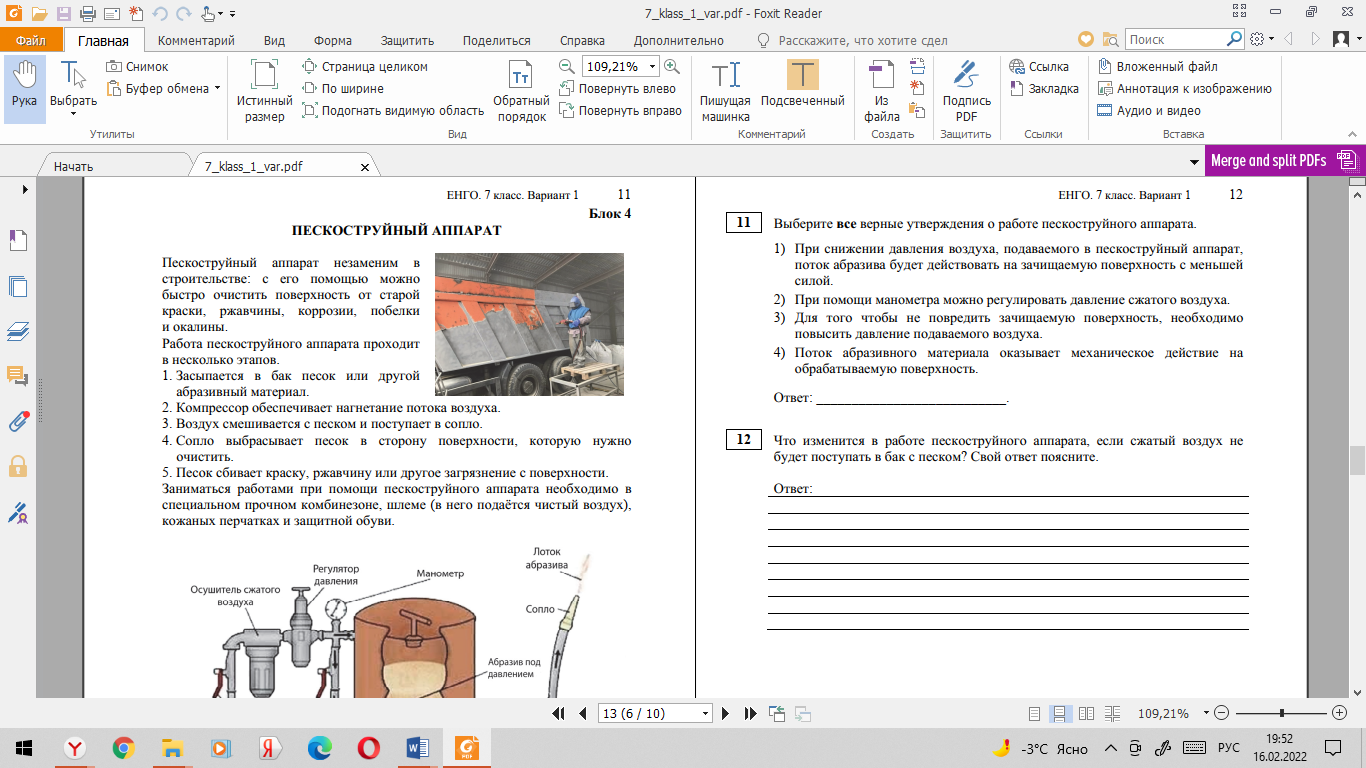 7_klass_1_var.pdf - Foxit Reader
Файл
Главная
Комментарий
Вид
Форма
Защитить
Поделиться
Справка
Дополнительно
Расскажите, что хотите сдел
Поиск
Рука
Выбрать
Снимок
Буфер обмена
Утилиты
Истинный размер
Страница целиком
По ширине
Подогнать видимую область
Обратный порядок
109,21%
Повернуть влево
Повернуть вправо
Вид
Пишущая машинка
Подсвеченный
Комментарий
Из файла
Создать
Подпись PDF
Защитить
Ссылка
Закладка
Ссылки
Вложенный файл
Аннотация к изображению
Аудио и видео
Вставка
Начать
7_klass_1_var.pdf
Merge and split PDFs
ЕНГО. 7 класс. Вариант 1 11
Блок 4
ПЕСКОСТРУЙНЫЙ АППАРАТ
Пескоструйный аппарат незаменим в
строительстве: с его помощью можно
быстро очистить поверхность от старой
краски, ржавчины, коррозии, побелки
и окалины.
Работа пескоструйного аппарата проходит
в несколько этапов.
1. Засыпается в бак песок или другой
абразивный материал.
2. Компрессор обеспечивает нагнетание потока воздуха.
3. Воздух смешивается с песком и поступает в сопло.
4. Сопло выбрасывает песок в сторону поверхности, которую нужно
очистить.
5. Песок сбивает краску, ржавчину или другое загрязнение с поверхности.
Заниматься работами при помощи пескоструйного аппарата необходимо в
специальном прочном комбинезоне, шлеме (в него подаётся чистый воздух),
кожаных перчатках и защитной обуви.
Лоток
абразива
Регулятор
давления
Манометр
Осушитель сжатого
воздуха
Сопло
Абразив под
давлением
ЕНГО. 7 класс. Вариант 1 12
11 Выберите все верные утверждения о работе пескоструйного аппарата.
1) При снижении давления воздуха, подаваемого в пескоструйный аппарат,
поток абразива будет действовать на зачищаемую поверхность с меньшей
силой.
2) При помощи манометра можно регулировать давление сжатого воздуха.
3) Для того чтобы не повредить зачищаемую поверхность, необходимо
повысить давление подаваемого воздуха.
4) Поток абразивного материала оказывает механическое действие на
обрабатываемую поверхность.
Ответ: ___________________________.
12 Что изменится в работе пескоструйного аппарата, если сжатый воздух не
будет поступать в бак с песком? Свой ответ поясните.
Ответ:
13 (6 / 10)
109,21%
-3°C Ясно
РУС
19:52
16.02.2022